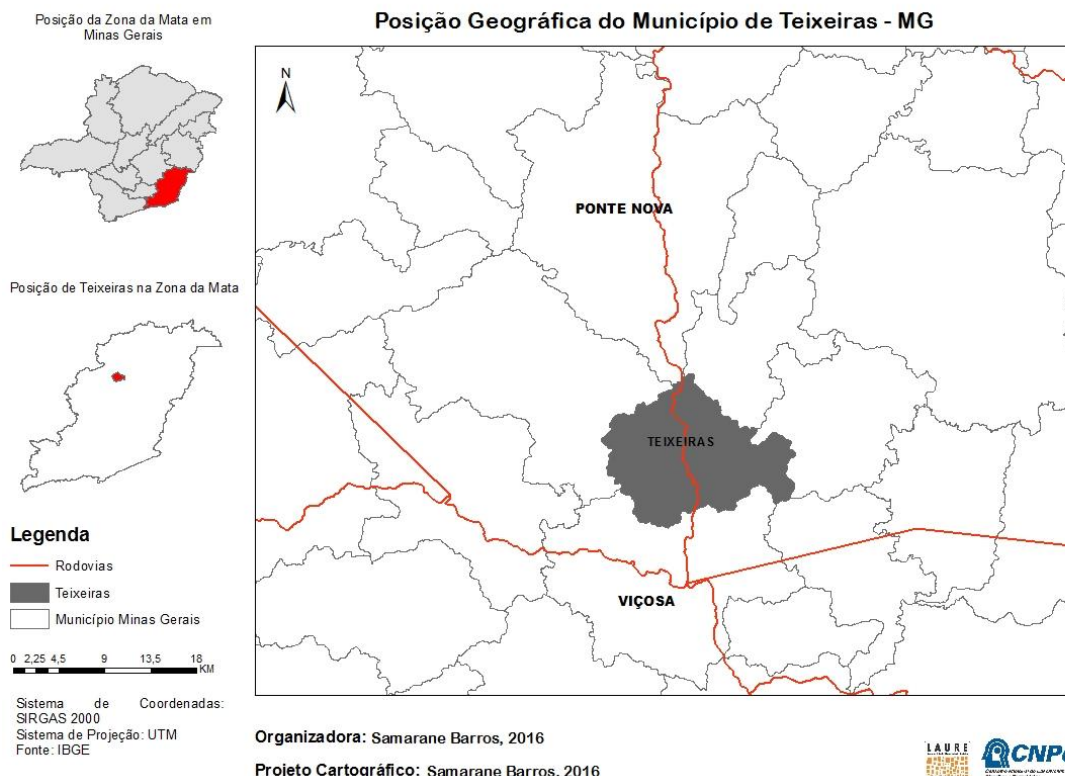 Posição da Zona da Mata em
Minas Gerais
Posição Geográfica do Município de Teixeiras - MG
N
PONTE NOVA
Posição de Teixeiras na Zona da Mata
TEIXEIRAS
VIÇOSA
Legenda
Rodovias
Teixeiras
Município Minas Gerais
0 2,25 4,5 9 13,5 18
KM
Sistema de Coordenadas:
SIRGAS 2000
Sistema de Projeção: UTM
Fonte: IBGE
Organizadora: Samarane Barros, 2016
Projeto Cartográfico: Samarane Barros, 2016
LAURE
CNPq